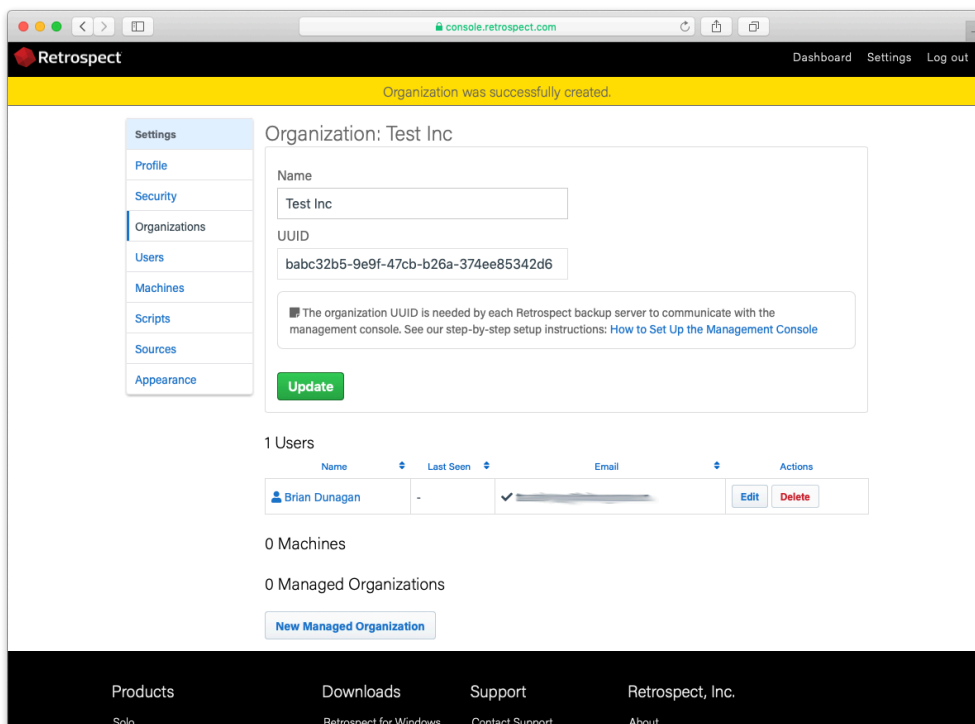 console.retrospect.com
Retrospect
Dashboard Settings Log out
Organization was successfully created.
Settings
Profile
Security
Organizations
Users
Machines
Scripts
Sources
Appearance
Organization: Test Inc
Name
Test Inc
UUID
babc32b5-9e9f-47cb-b26a-374ee85342d6
The organization UUID is needed by each Retrospect backup server to communicate with the
management console. See our step-by-step setup instructions: How to Set Up the Management Console
Update
1 Users
Name Last Seen Email Actions
Brian Dunagan - Edit Delete
0 Machines
0 Managed Organizations
New Managed Organization
Products Downloads Support Retrospect, Inc.
Solo Retrospect for Windows Contact Support About